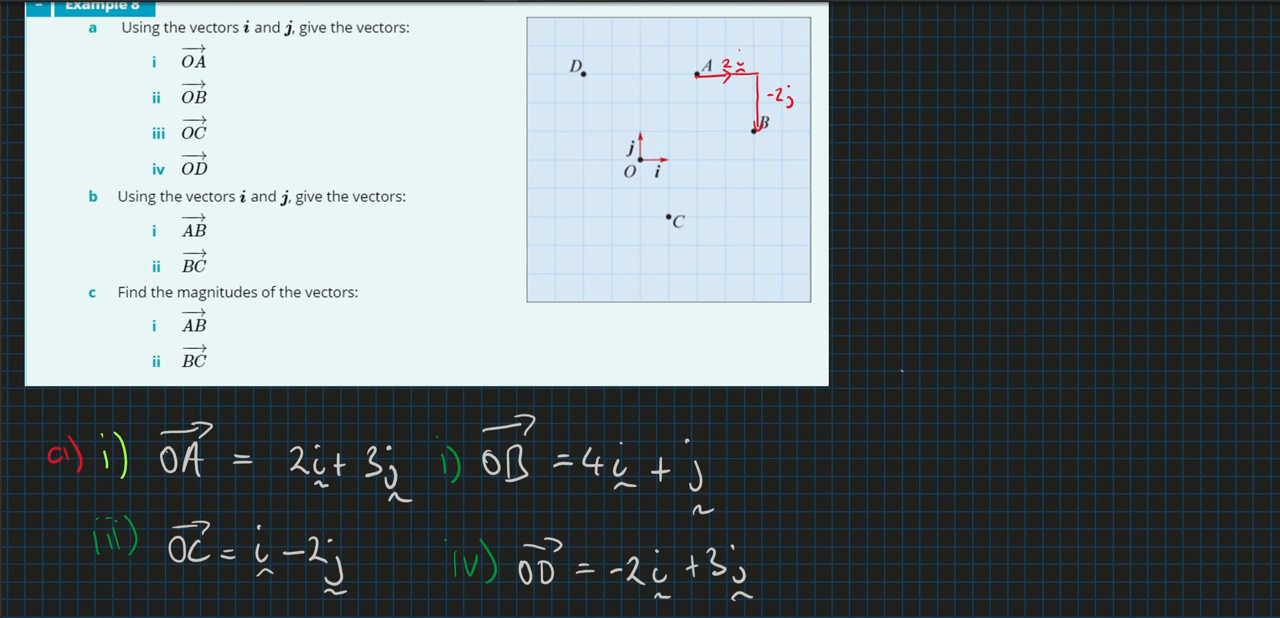 Example 8
a Using the vectors i and j, give the vectors:
i OA
ii OB
iii OC
iv OD
b Using the vectors i and j, give the vectors:
i AB
ii BC
c Find the magnitudes of the vectors:
i AB
ii BC
D
A 2i
-2j
B
j
O i
C
a) i) OA = 2i + 3j i) OB = 4i + j
iii) OC = i - 2j iv) OD = -2i + 3j